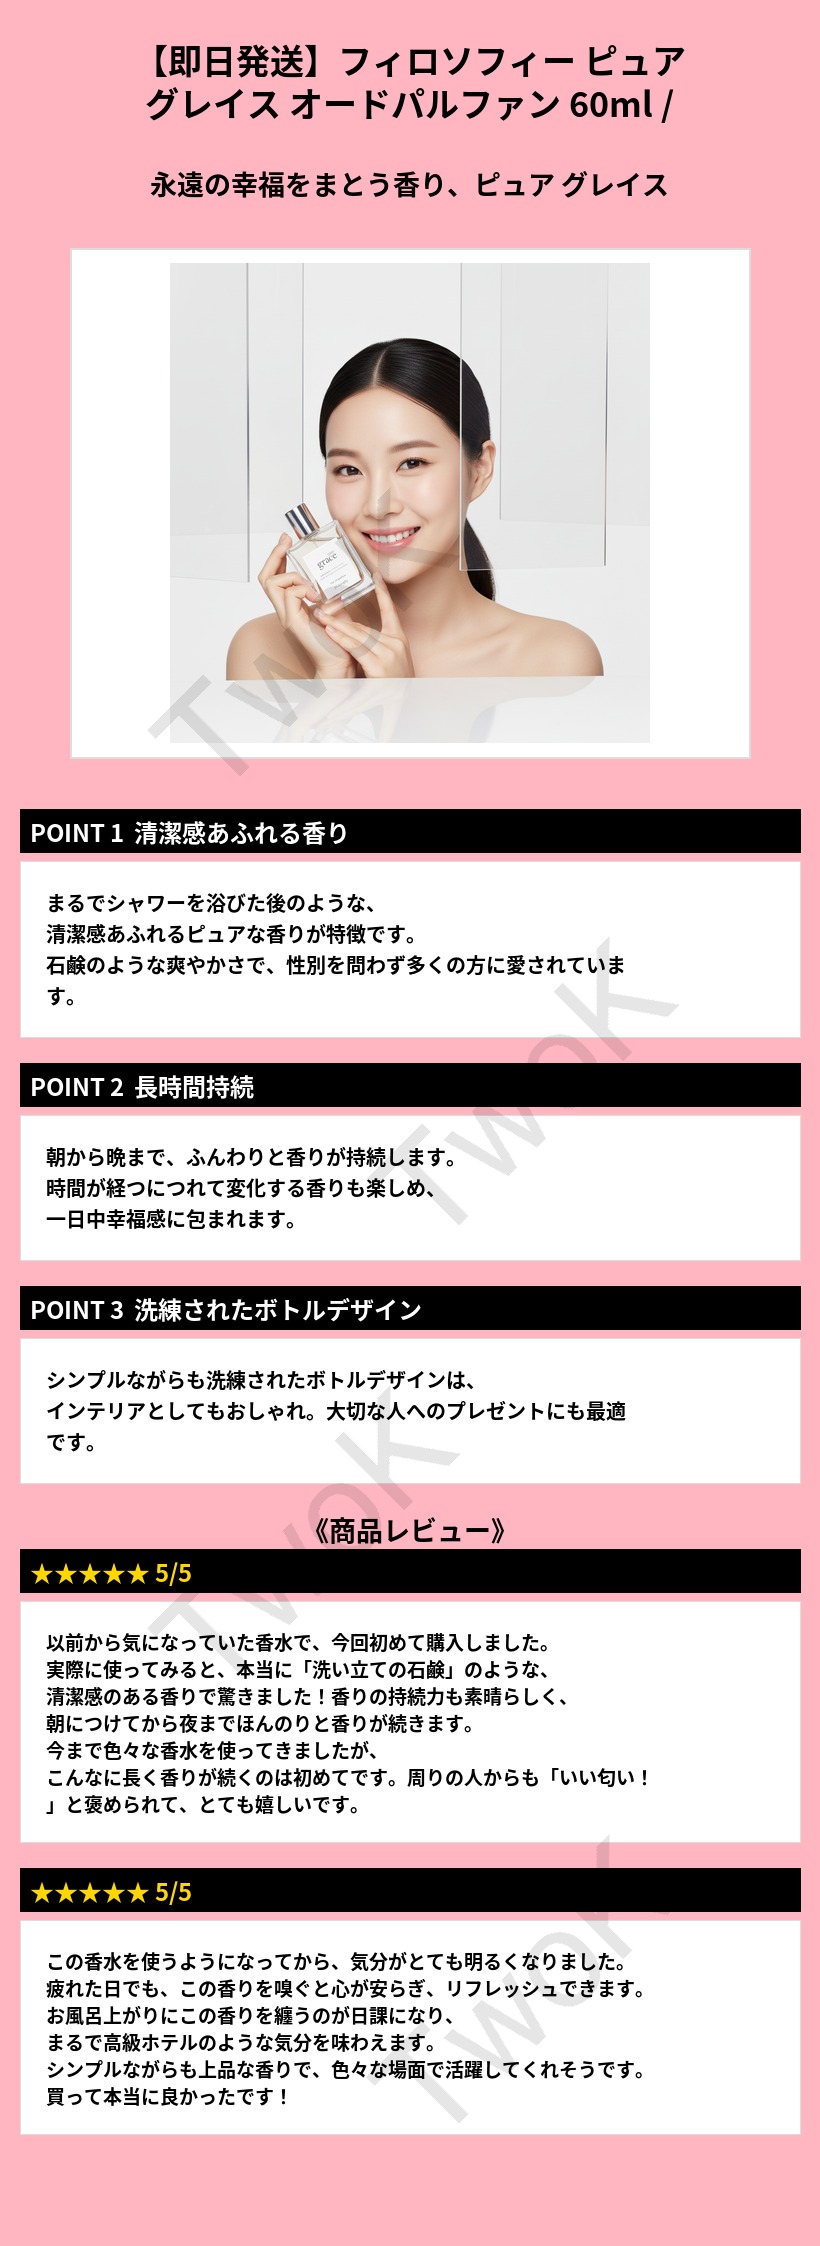 【即日発送】フィロソフィー ピュア
グレイス オードパルファン 60ml /
永遠の幸福をまとう香り、ピュア グレイス
grace
TwoK
POINT 1 清潔感あふれる香り
まるでシャワーを浴びた後のような、
清潔感あふれるピュアな香りが特徴です。
石鹸のような爽やかさで、性別を問わず多くの方に愛されていま
す。
TwoK
POINT 2 長時間持続
朝から晩まで、ふんわりと香りが持続します。
時間が経つにつれて変化する香りも楽しめ、
一日中幸福感に包まれます。
POINT 3 洗練されたボトルデザイン
シンプルながらも洗練されたボトルデザインは、
インテリアとしてもおしゃれ。大切な人へのプレゼントにも最適
です。
TwoK
《商品レビュー》
★★★★★ 5/5
以前から気になっていた香水で、今回初めて購入しました。
実際に使ってみると、本当に「洗い立ての石鹸」のような、
清潔感のある香りで驚きました！香りの持続力も素晴らしく、
朝につけてから夜までほんのりと香りが続きます。
今まで色々な香水を使ってきましたが、
こんなに長く香りが続くのは初めてです。周りの人からも「いい匂い！
」と褒められて、とても嬉しいです。
★★★★★ 5/5
この香水を使うようになってから、気分がとても明るくなりました。
疲れた日でも、この香りを嗅ぐと心が安らぎ、リフレッシュできます。
お風呂上がりにこの香りを纏うのが日課になり、
まるで高級ホテルのような気分を味わえます。
シンプルながらも上品な香りで、色々な場面で活躍してくれそうです。
買って本当に良かったです！
TwoK